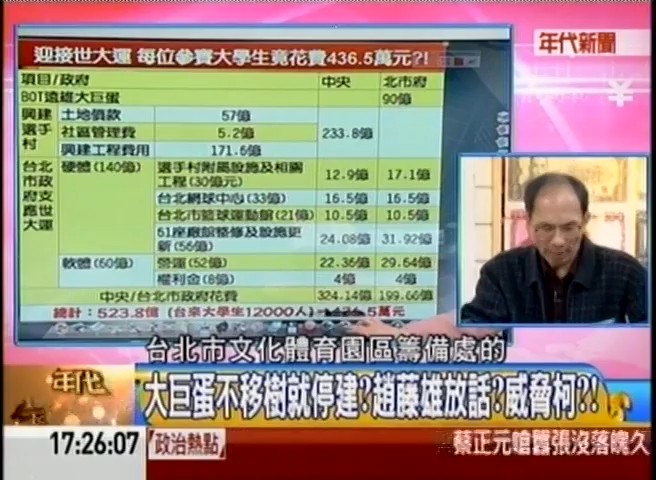 年代新聞
迎接世大運 每位參賽大學生竟花費436.5萬元?!
項目/政府 中央 北市府
BOT遠雄大巨蛋 90億
興建選手村 土地價款 57億
社區管理費 5.2億 233.8億
興建工程費用 171.6億
台北市政府支應世大運 硬體(140億) 選手村附屬設施及相關工程(30億元) 12.9億 17.1億
台北網球中心(33億) 16.5億 16.5億
台北市籃球運動館(21億) 10.5億 10.5億
61座廠館整修及設施更新(56億) 24.08億 31.92億
軟體(60億) 營運(52億) 22.36億 29.64億
權利金(8億) 4億 4億
中央/台北市政府花費 324.14億 199.66億
總計：523.8億 (台來大學生12000人)
台北市文化體育園區籌備處的
年代
大巨蛋不移樹就停建?趙藤雄放話?威脅柯?!
17:26:07
政治熱點
蔡正元嗆囂張沒落魄久